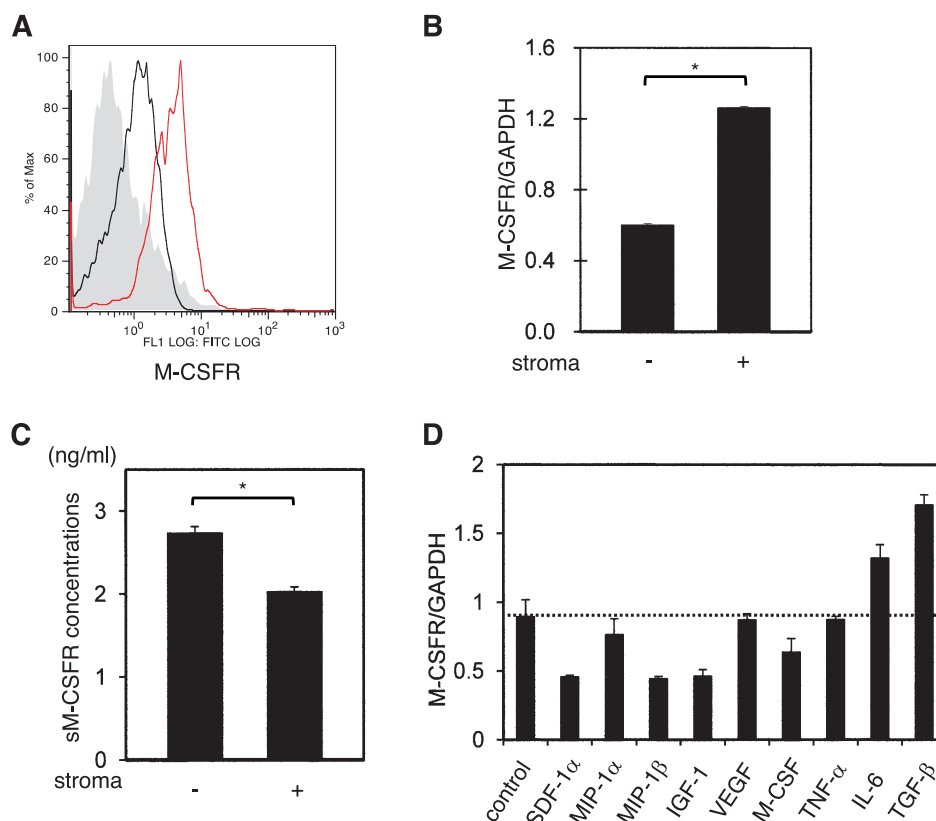 A
100
80
60
40
20
0
% of Max
10⁰ 10¹ 10² 10³
FL1 LOG: FITC LOG
M-CSFR
B
1.6
1.2
0.8
0.4
0.0
M-CSFR/GAPDH
*
stroma - +
C
(ng/ml)
3
2
1
0
sM-CSFR concentrations
*
stroma - +
D
2
1.5
1
0.5
0
M-CSFR/GAPDH
control SDF-1α MIP-1α MIP-1β IGF-1 VEGF M-CSF TNF-α IL-6 TGF-β